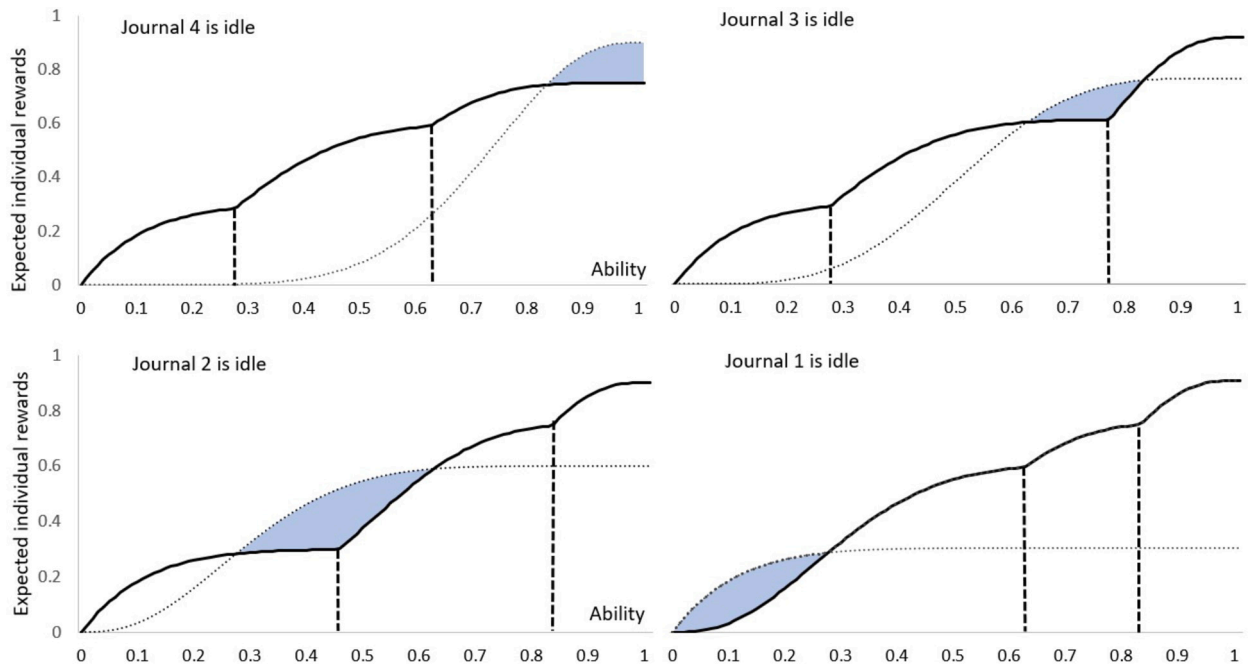 Journal 4 is idle
Expected individual rewards
1
0.8
0.6
0.4
0.2
0
Ability
0 0.1 0.2 0.3 0.4 0.5 0.6 0.7 0.8 0.9 1
Journal 3 is idle
0 0.1 0.2 0.3 0.4 0.5 0.6 0.7 0.8 0.9 1
Journal 2 is idle
Expected individual rewards
1
0.8
0.6
0.4
0.2
0
Ability
0 0.1 0.2 0.3 0.4 0.5 0.6 0.7 0.8 0.9 1
Journal 1 is idle
0 0.1 0.2 0.3 0.4 0.5 0.6 0.7 0.8 0.9 1